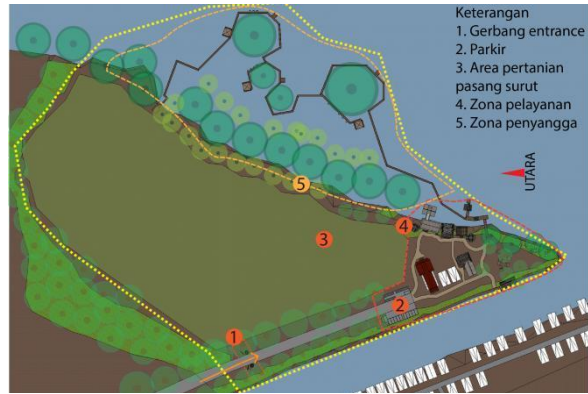 Keterangan
1. Gerbang entrance
2. Parkir
3. Area pertanian
pasang surut
4. Zona pelayanan
5. Zona penyangga
UTARA
5
4
3
2
1